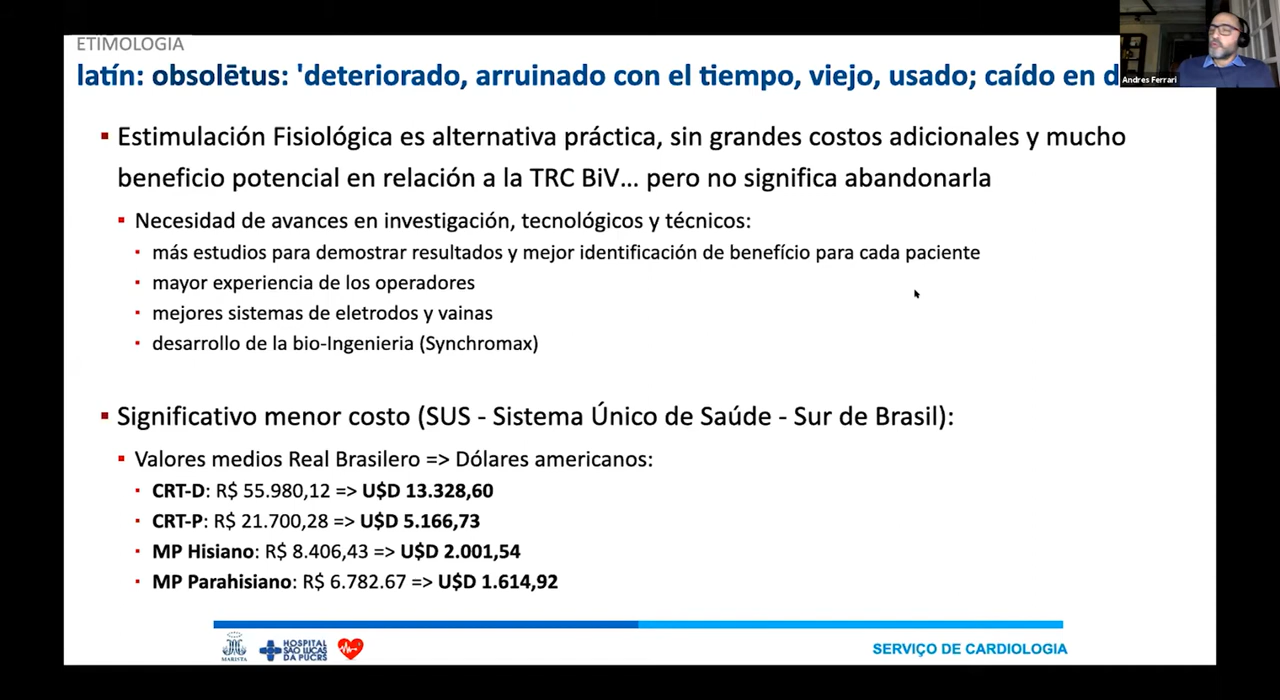 ETIMOLOGIA
latín: obsolētus: 'deteriorado, arruinado con el tiempo, viejo, usado; caído en d
Andres Ferrari
Estimulación Fisiológica es alternativa práctica, sin grandes costos adicionales y mucho
beneficio potencial en relación a la TRC BiV... pero no significa abandonarla
Necesidad de avances en investigación, tecnológicos y técnicos:
más estudios para demostrar resultados y mejor identificación de benefício para cada paciente
mayor experiencia de los operadores
mejores sistemas de eletrodos y vainas
desarrollo de la bio-Ingenieria (Synchromax)
Significativo menor costo (SUS - Sistema Único de Saúde - Sur de Brasil):
Valores medios Real Brasilero => Dólares americanos:
CRT-D: R$ 55.980,12 => U$D 13.328,60
CRT-P: R$ 21.700,28 => U$D 5.166,73
MP Hisiano: R$ 8.406,43 => U$D 2.001,54
MP Parahisiano: R$ 6.782.67 => U$D 1.614,92
MARISTA
HOSPITAL
SÃO LUCAS
DA PUCRS
SERVIÇO DE CARDIOLOGIA